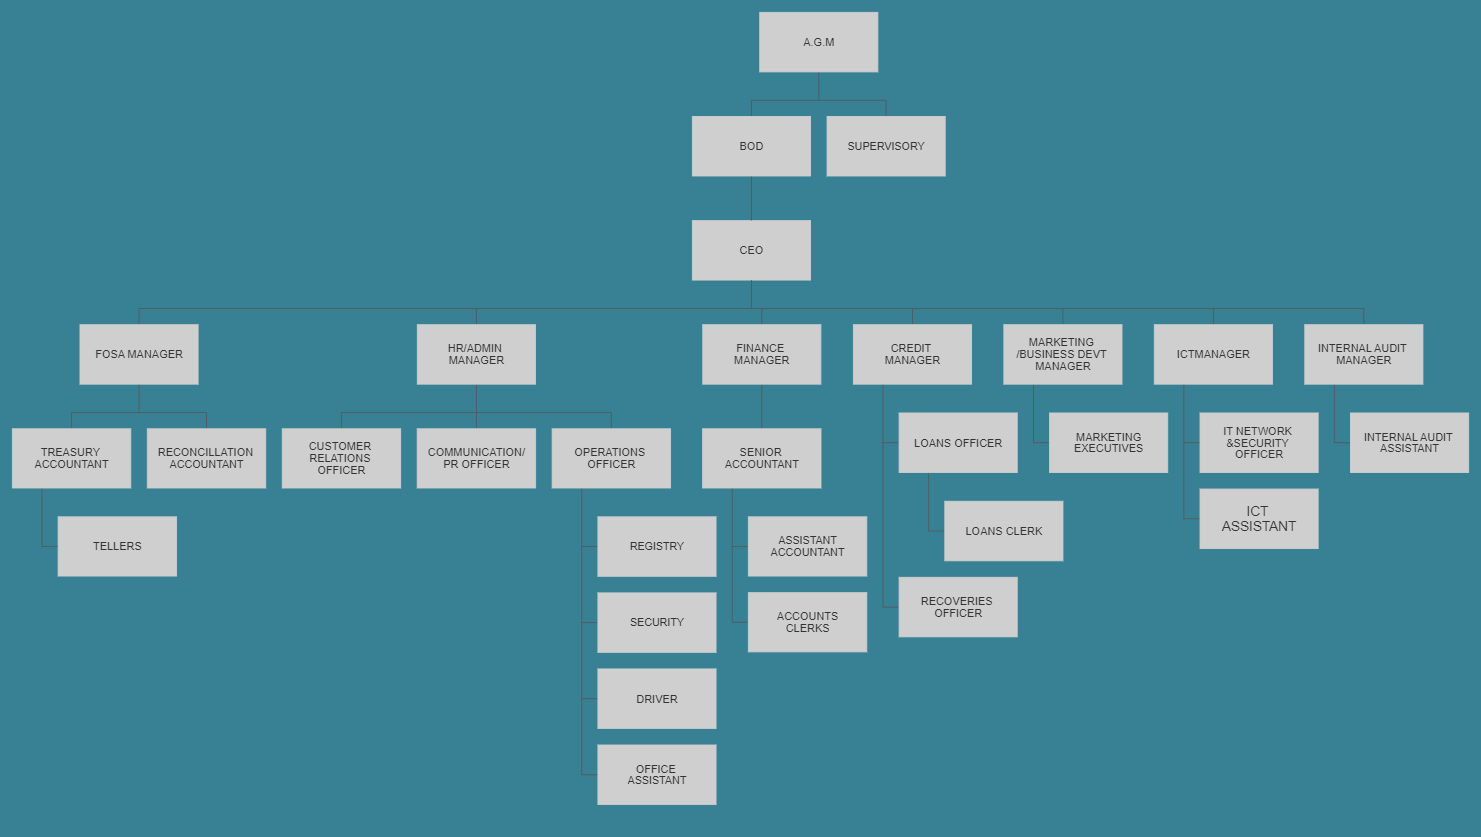 A.G.M
BOD
SUPERVISORY
CEO
FOSA MANAGER
HR/ADMIN
MANAGER
FINANCE
MANAGER
CREDIT
MANAGER
MARKETING
/BUSINESS DEVT
MANAGER
ICTMANAGER
INTERNAL AUDIT
MANAGER
TREASURY
ACCOUNTANT
RECONCILLATION
ACCOUNTANT
CUSTOMER
RELATIONS
OFFICER
COMMUNICATION/
PR OFFICER
OPERATIONS
OFFICER
SENIOR
ACCOUNTANT
LOANS OFFICER
MARKETING
EXECUTIVES
IT NETWORK
&SECURITY
OFFICER
INTERNAL AUDIT
ASSISTANT
TELLERS
REGISTRY
ASSISTANT
ACCOUNTANT
LOANS CLERK
ICT
ASSISTANT
SECURITY
ACCOUNTS
CLERKS
RECOVERIES
OFFICER
DRIVER
OFFICE
ASSISTANT